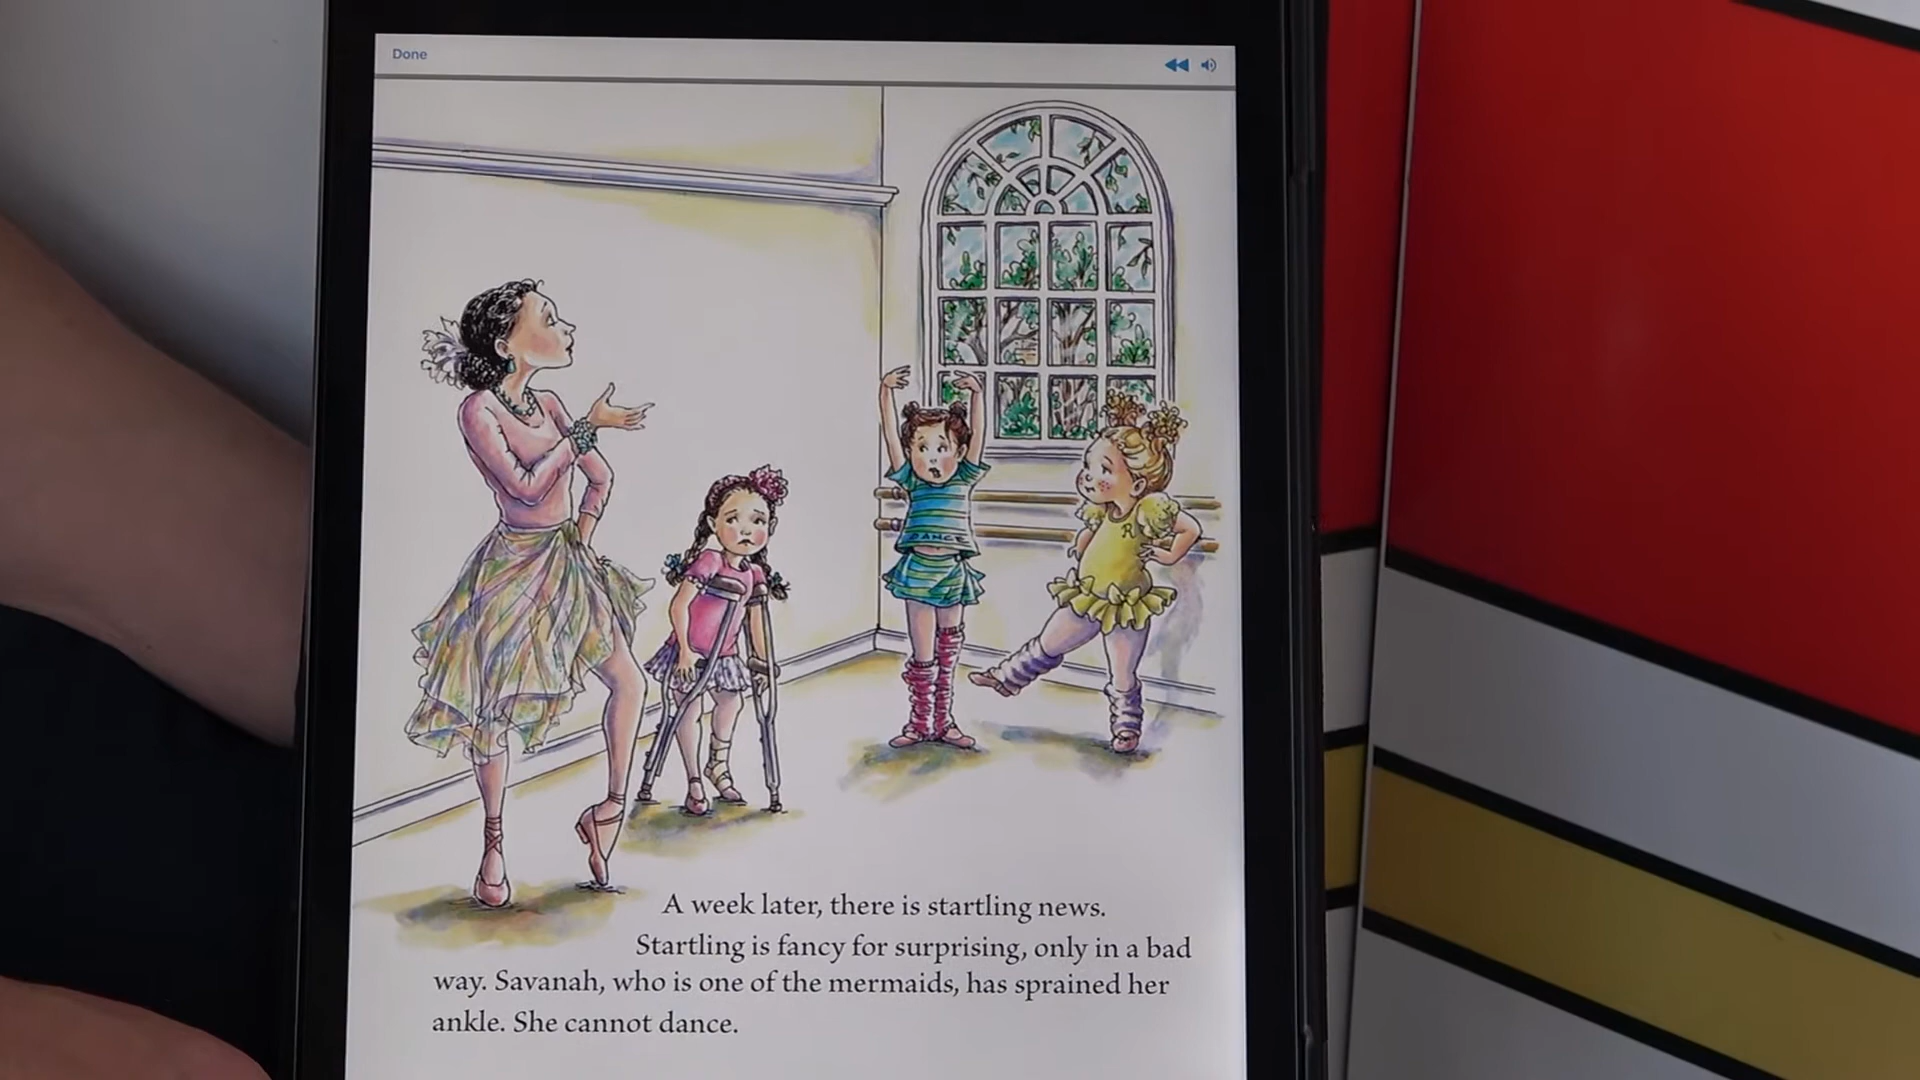 Done
DANCE
R
A week later, there is startling news.
Startling is fancy for surprising, only in a bad
way. Savanah, who is one of the mermaids, has sprained her
ankle. She cannot dance.